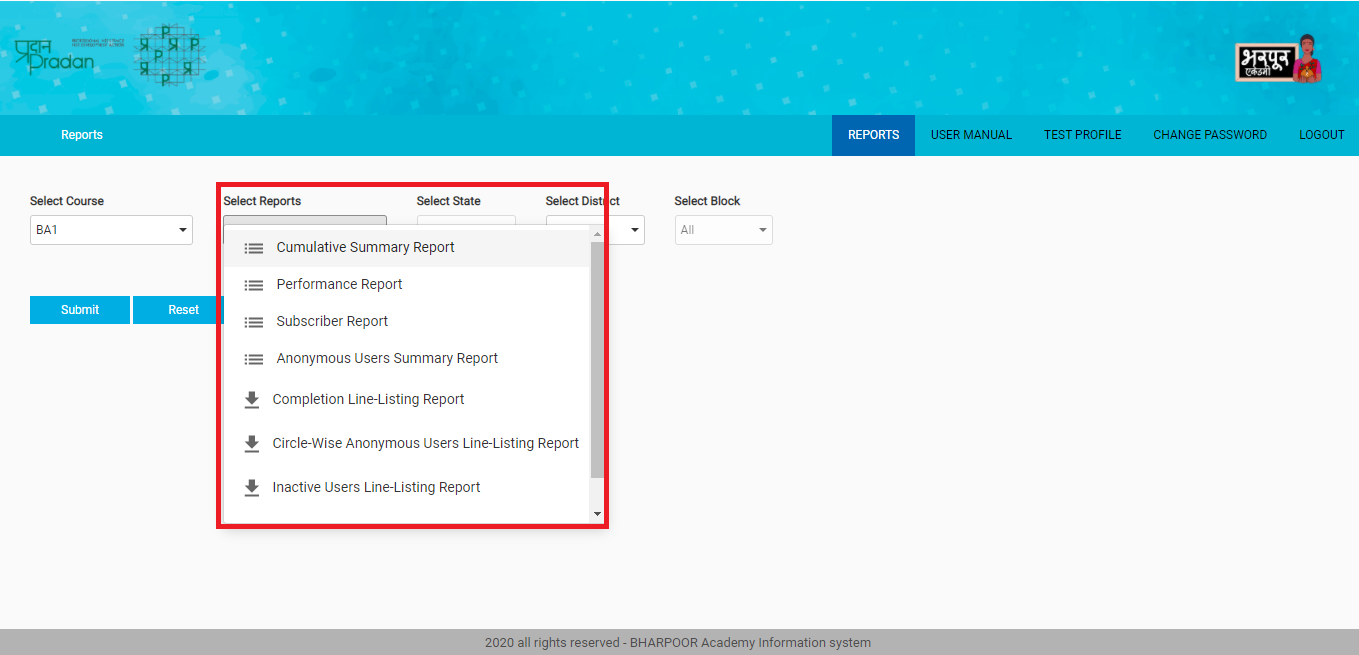 प्रदान
Pradan
P
P
P
P
P
भरपूर
एकेडमी
Reports
REPORTS
USER MANUAL
TEST PROFILE
CHANGE PASSWORD
LOGOUT
Select Course
Select Reports
Select State
Select District
Select Block
BA1
All
Cumulative Summary Report
Performance Report
Subscriber Report
Anonymous Users Summary Report
Completion Line-Listing Report
Circle-Wise Anonymous Users Line-Listing Report
Inactive Users Line-Listing Report
Submit
Reset
2020 all rights reserved - BHARPOOR Academy Information system